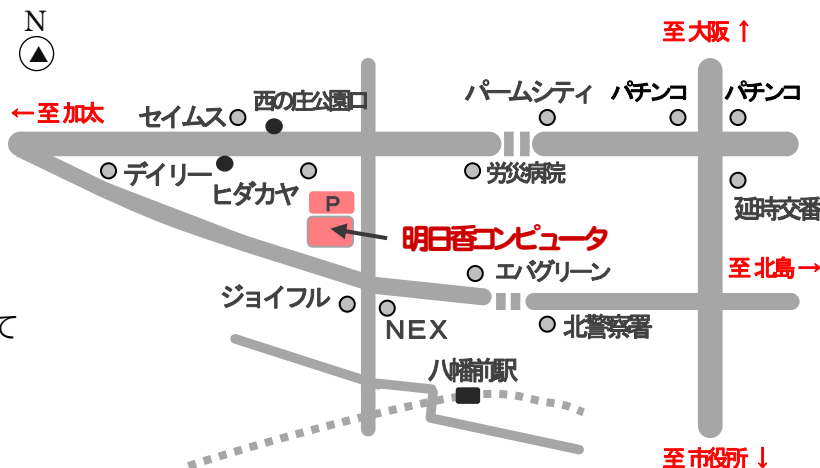 N
至 大阪 ↑
西の庄公園口
パームシティ
パチンコ
パチンコ
←至 加太
セイムス
デイリー
ヒダカヤ
労災病院
延時交番
P
明日香コンピュータ
エバグリーン
至 北島→
ジョイフル
NEX
北警察署
て
八幡前駅
至 市役所 ↓